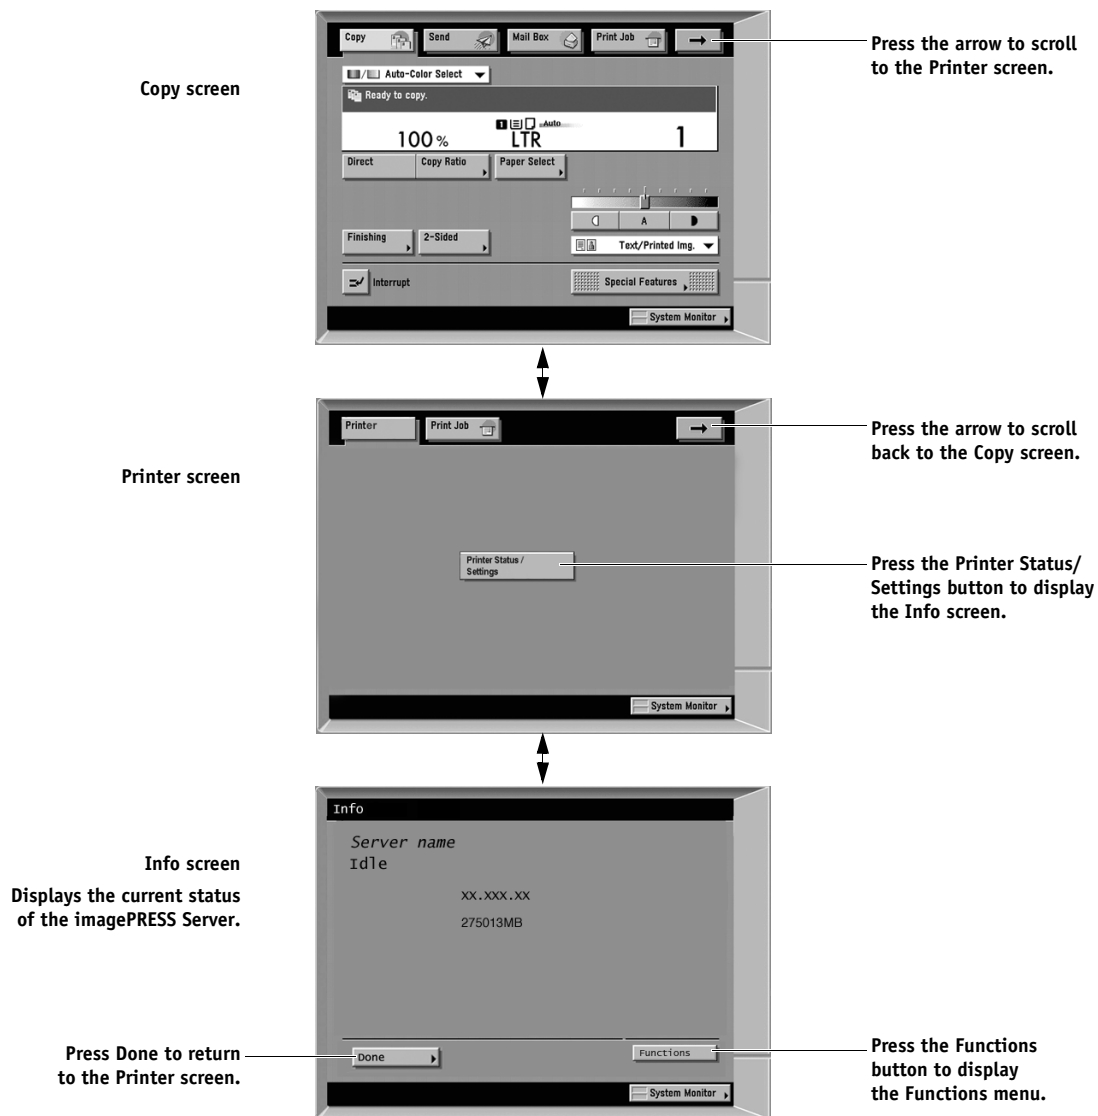 Copy
Send
Mail Box
Print Job
→
Press the arrow to scroll
to the Printer screen.
Copy screen
Auto-Color Select
Ready to copy.
100%
1 Auto
LTR
1
Direct
Copy Ratio
Paper Select
A
Finishing
2-Sided
Text/Printed Img.
Interrupt
Special Features
System Monitor
Printer
Print Job
→
Press the arrow to scroll
back to the Copy screen.
Printer screen
Printer Status /
Settings
Press the Printer Status/
Settings button to display
the Info screen.
System Monitor
Info
Server name
Idle
Info screen
Displays the current status
of the imagePRESS Server.
xx.xxx.xx
275013MB
Press Done to return
to the Printer screen.
Done
Functions
Press the Functions
button to display
the Functions menu.
System Monitor